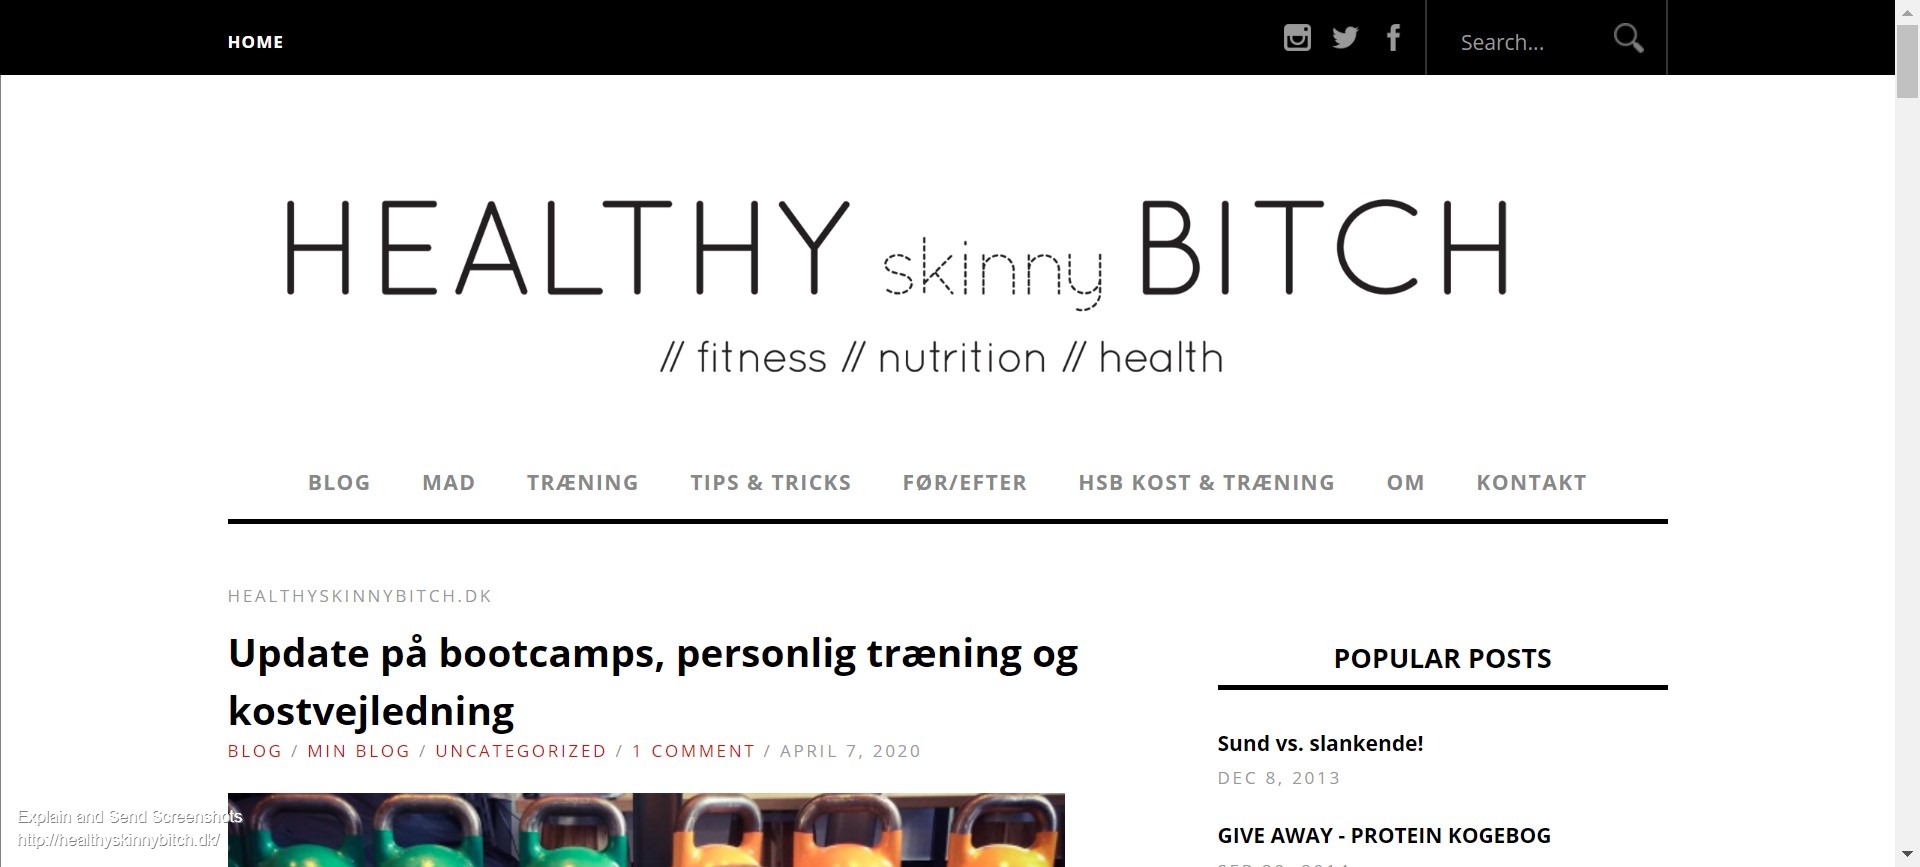 HOME
Search...
HEALTHY skinny BITCH
// fitness // nutrition // health
BLOG MAD TRÆNING TIPS & TRICKS FØR/EFTER HSB KOST & TRÆNING OM KONTAKT
HEALTHYSKINNYBITCH.DK
Update på bootcamps, personlig træning og
kostvejledning
BLOG / MIN BLOG / UNCATEGORIZED / 1 COMMENT / APRIL 7, 2020
POPULAR POSTS
Sund vs. slankende!
DEC 8, 2013
GIVE AWAY - PROTEIN KOGEBOG
Explain and Send Screenshots
http://healthyskinnybitch.dk/